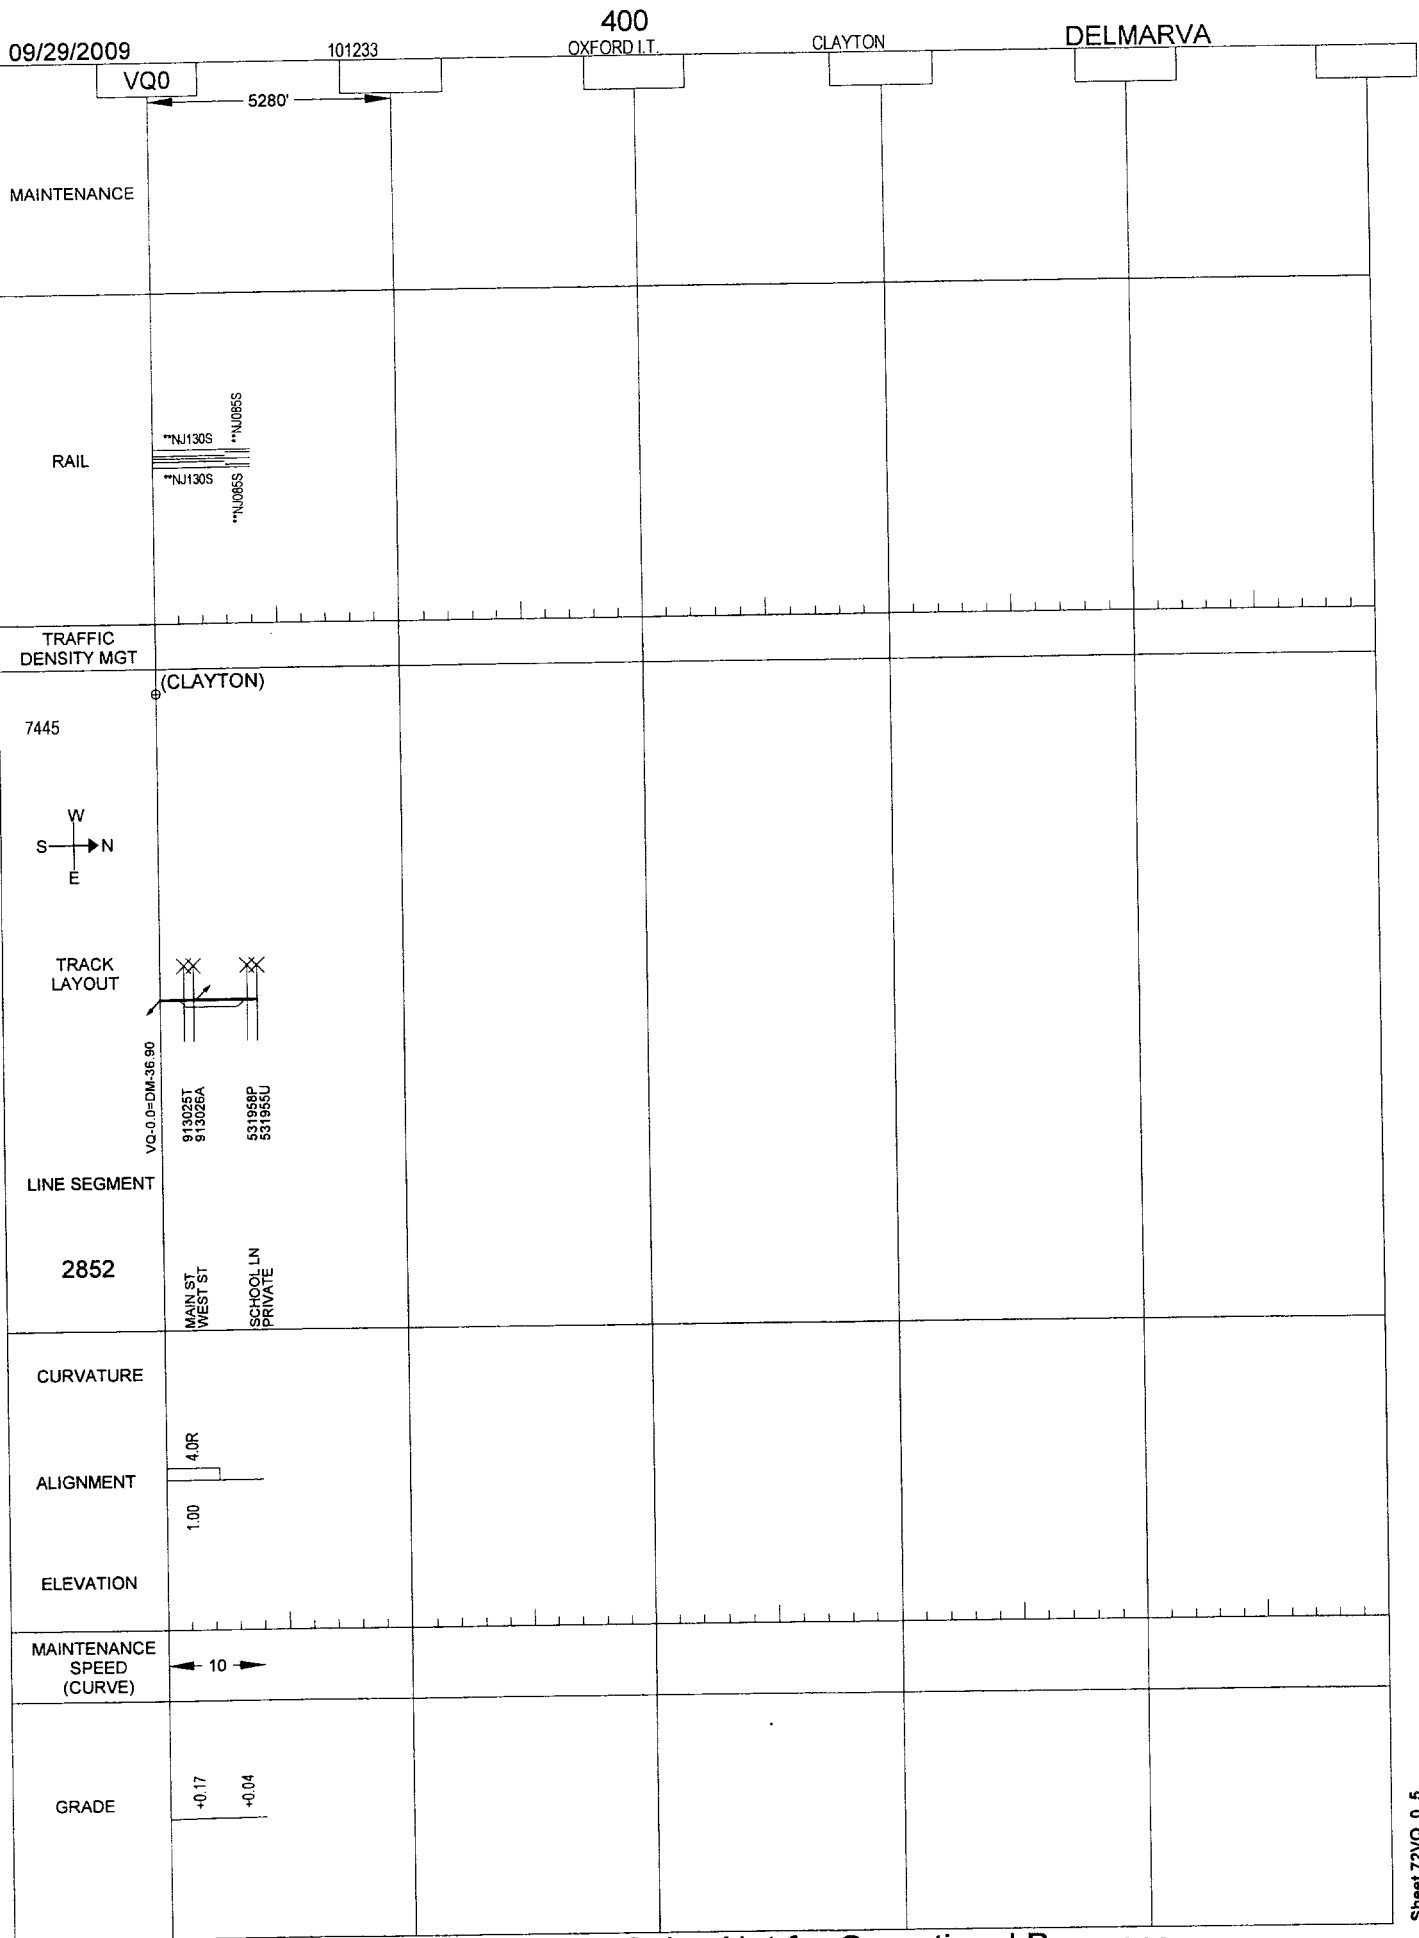 400
09/29/2009
101233
OXFORD I.T.
CLAYTON
DELMARVA
VQ0
5280'
MAINTENANCE
RAIL
**NJ130S
**NJ085S
**NJ130S
**NJ085S
TRAFFIC
DENSITY MGT
(CLAYTON)
7445
W
S N
E
TRACK
LAYOUT
VQ-0.0=DM-36.90
913025T
913026A
531958P
531955U
LINE SEGMENT
2852
MAIN ST
WEST ST
SCHOOL LN
PRIVATE
CURVATURE
4.0R
ALIGNMENT
1.00
ELEVATION
MAINTENANCE
SPEED
(CURVE)
10
GRADE
+0.17
+0.04
Sheet 72VQ_0_5